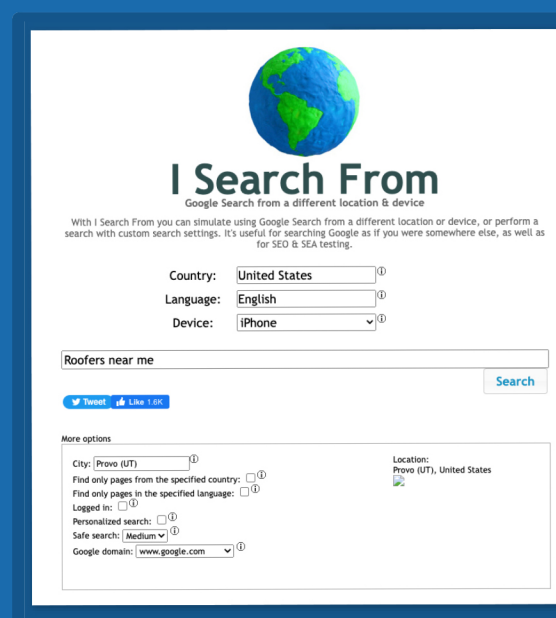 I Search From
Google Search from a different location & device
With I Search From you can simulate using Google Search from a different location or device, or perform a
search with custom search settings. It's useful for searching Google as if you were somewhere else, as well as
for SEO & SEA testing.
Country: United States
Language: English
Device: iPhone
Roofers near me
Search
Tweet Like 1.6K
More options
City: Provo (UT)
Find only pages from the specified country:
Find only pages in the specified language:
Logged in:
Personalized search:
Safe search: Medium
Google domain: www.google.com
Location:
Provo (UT), United States